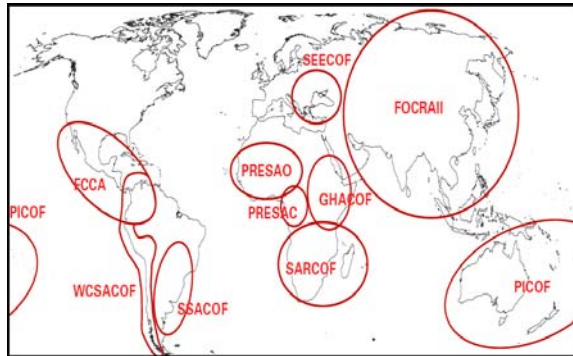 SEECOF
FOCRAII
PRESAO
FCCA
GHACOF
PRESAC
PICOF
SARCOF
WCSACOF
SSACOF
PICOF